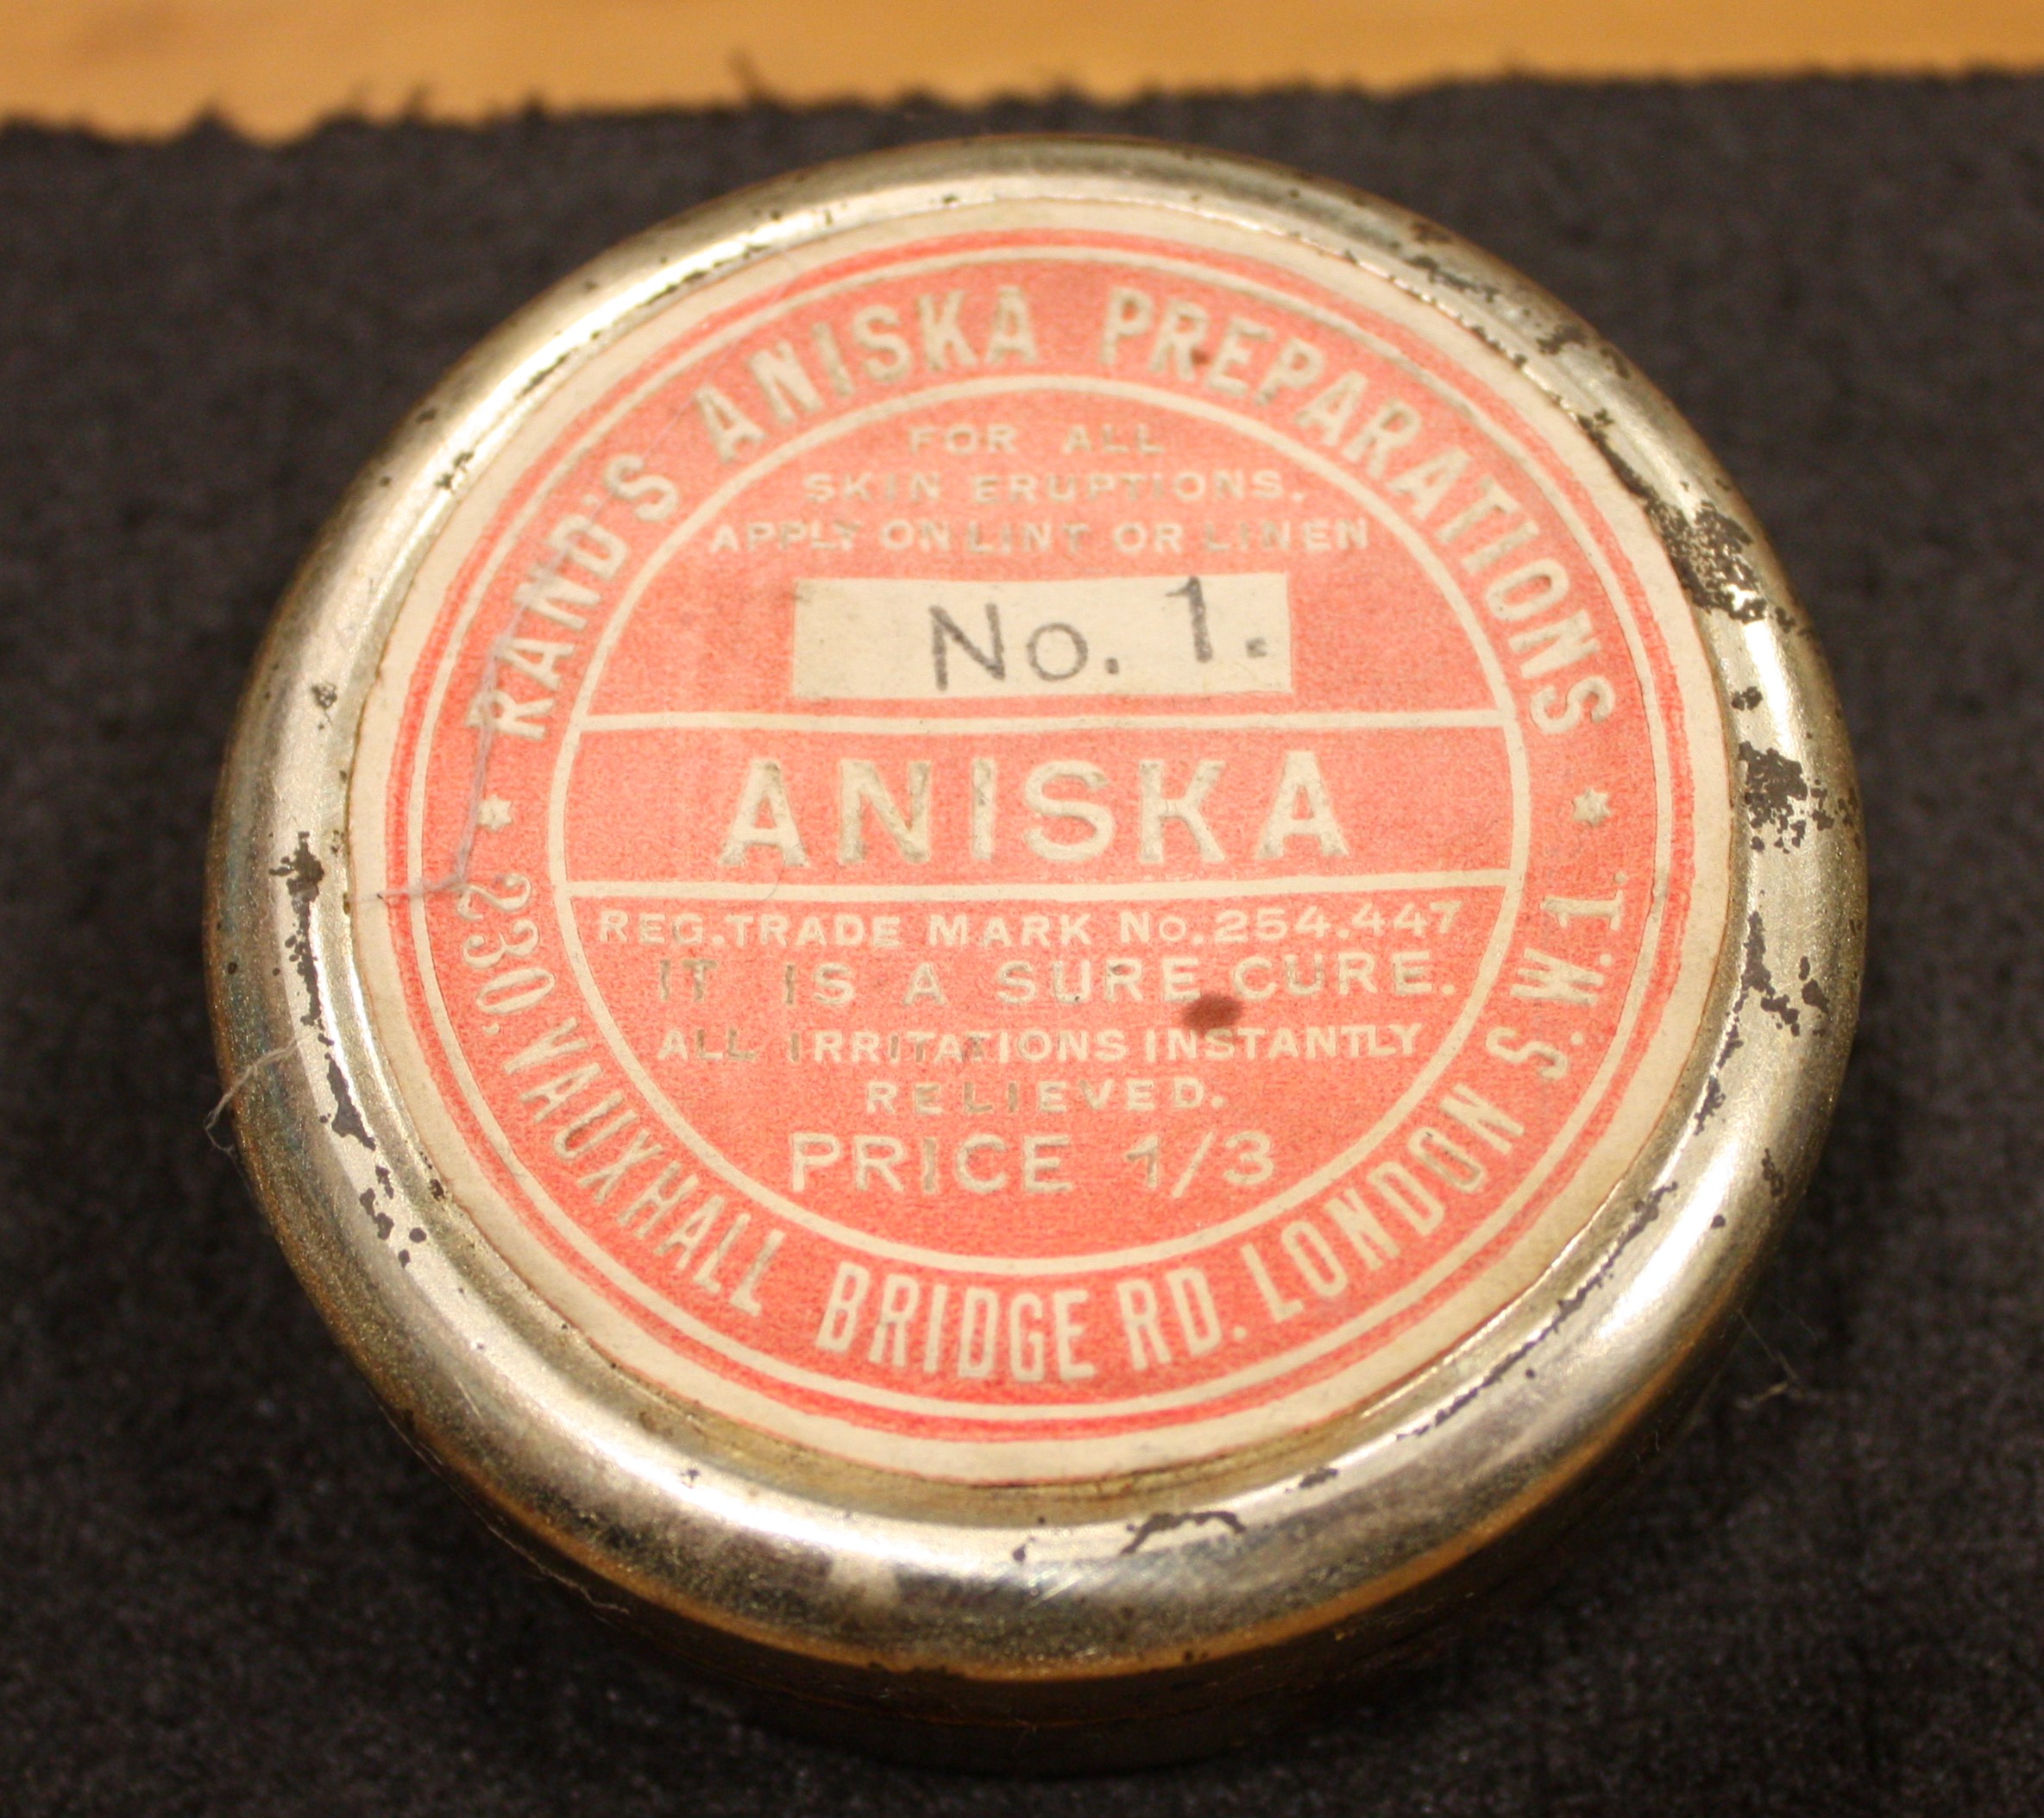 RAND'S ANISKA PREPARATIONS
FOR ALL
SKIN ERUPTIONS.
APPLY ON LINT OR LINEN
No. 1.
ANISKA
REG. TRADE MARK No. 254.447
IT IS A SURE CURE.
ALL IRRITATIONS INSTANTLY
RELIEVED.
PRICE 1/3
230, VAUXHALL BRIDGE RD. LONDON S.W.1.